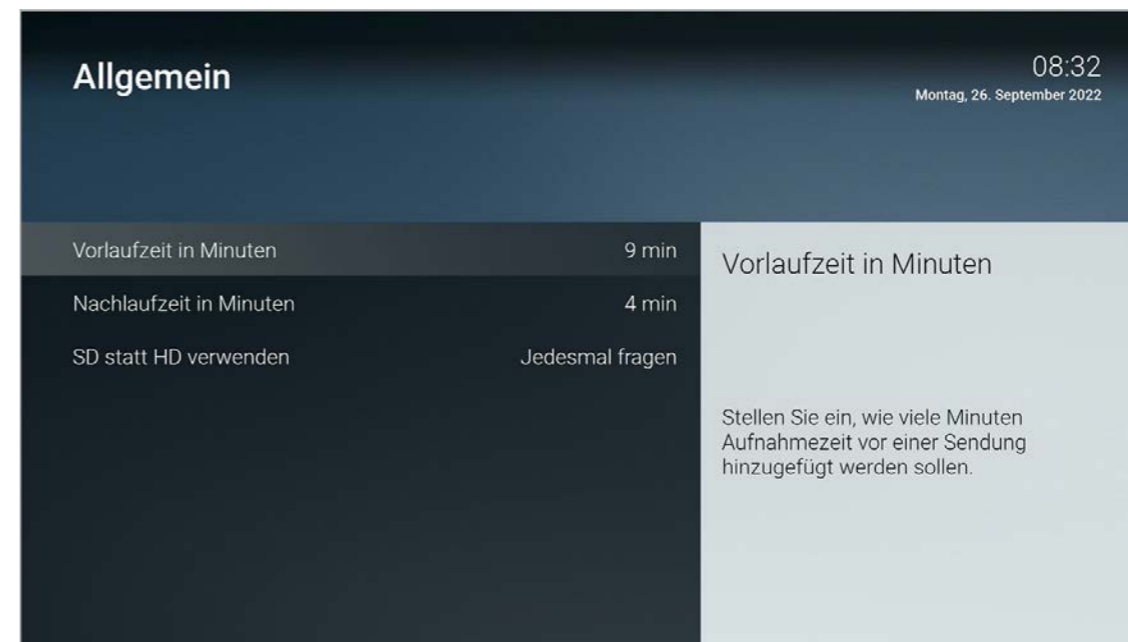 Allgemein
08:32
Montag, 26. September 2022
Vorlaufzeit in Minuten 9 min
Nachlaufzeit in Minuten 4 min
SD statt HD verwenden Jedesmal fragen
Vorlaufzeit in Minuten
Stellen Sie ein, wie viele Minuten
Aufnahmezeit vor einer Sendung
hinzugefügt werden sollen.